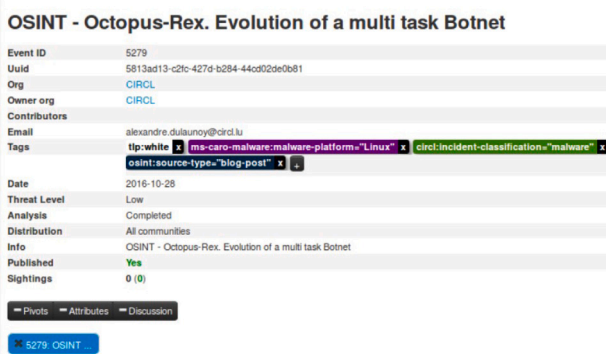 OSINT - Octopus-Rex. Evolution of a multi task Botnet
Event ID 5279
Uuid 5813ad13-c2fc-427d-b284-44cd02de0b81
Org CIRCL
Owner org CIRCL
Contributors
Email alexandre.dulaunoy@circl.lu
Tags tlp:white x ms-caro-malware:malware-platform="Linux" x circl:incident-classification="malware" x
osint:source-type="blog-post" x +
Date 2016-10-28
Threat Level Low
Analysis Completed
Distribution All communities
Info OSINT - Octopus-Rex. Evolution of a multi task Botnet
Published Yes
Sightings 0 (0)
Pivots Attributes Discussion
5279: OSINT ...